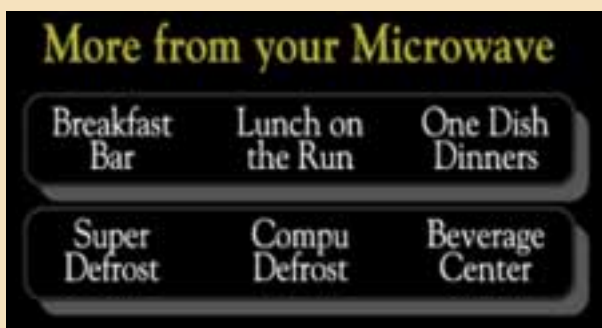 More from your Microwave
Breakfast Lunch on One Dish
Bar the Run Dinners
Super Compu Beverage
Defrost Defrost Center